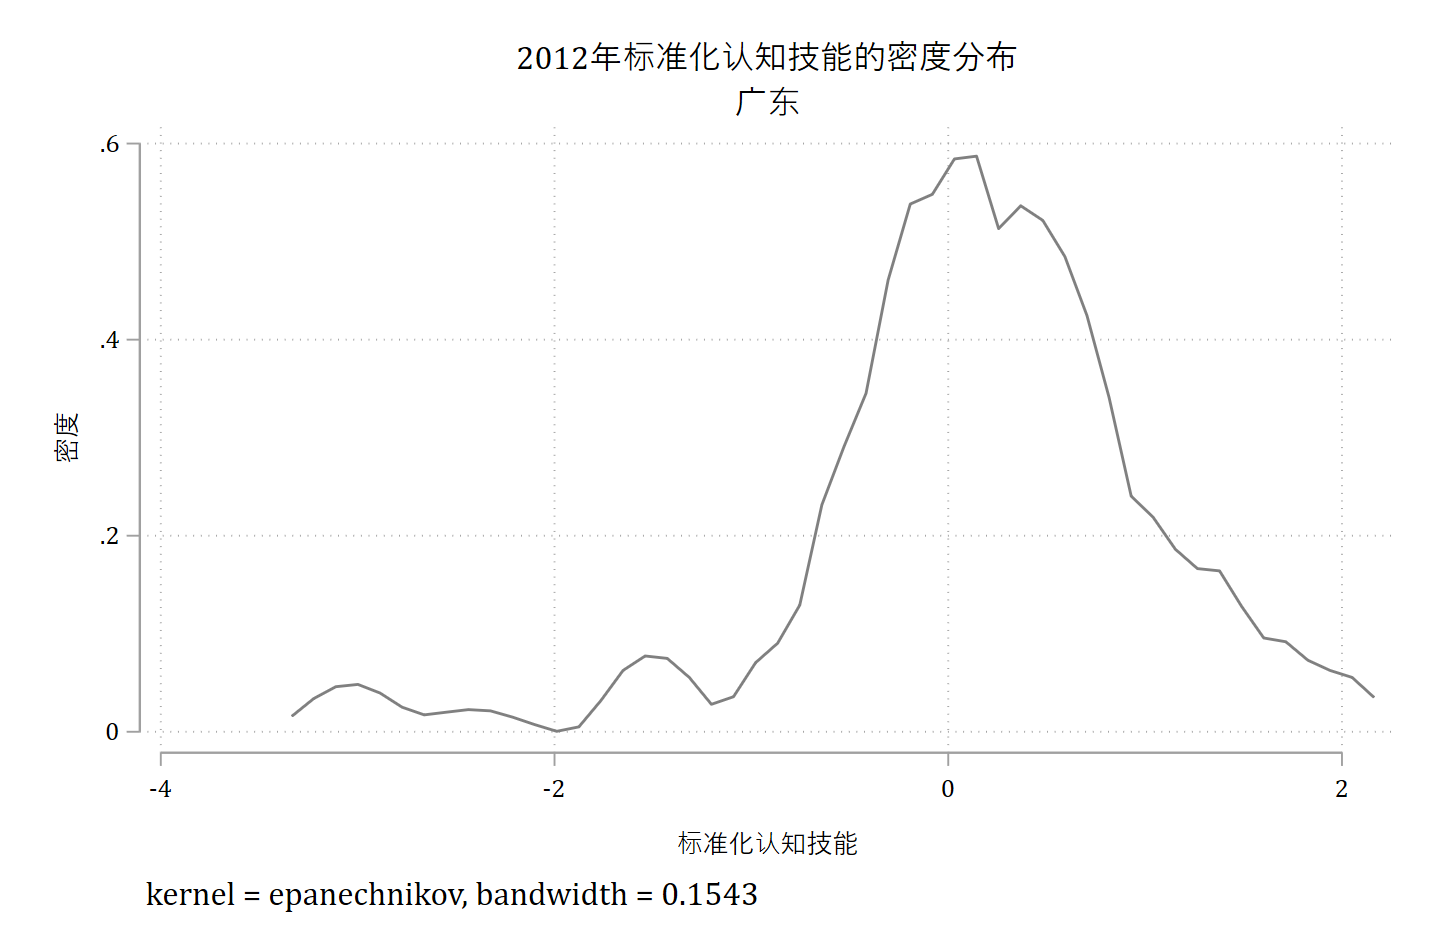 2012年标准化认知技能的密度分布
广东
.6
.4
.2
0
密度
-4
-2
0
2
标准化认知技能
kernel = epanechnikov, bandwidth = 0.1543